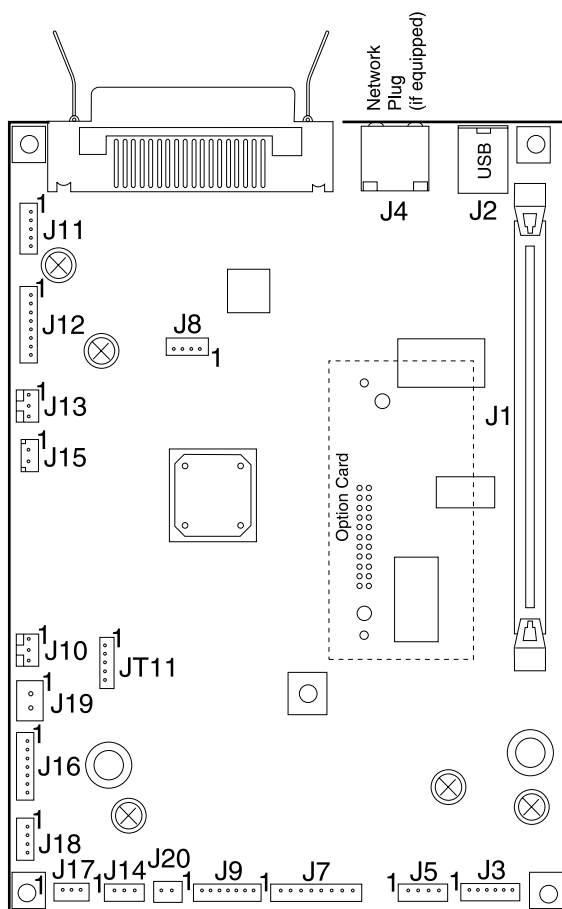 Network
Plug
(if equipped)
USB
J4
J2
1
J11
1
J12
J8
1
1
J13
1
J15
J1
Option Card
1
J10
1
JT11
1
J19
1
J16
1
J18
1
J17
1
J14
J20
1
J9
1
J7
1
J5
1
J3